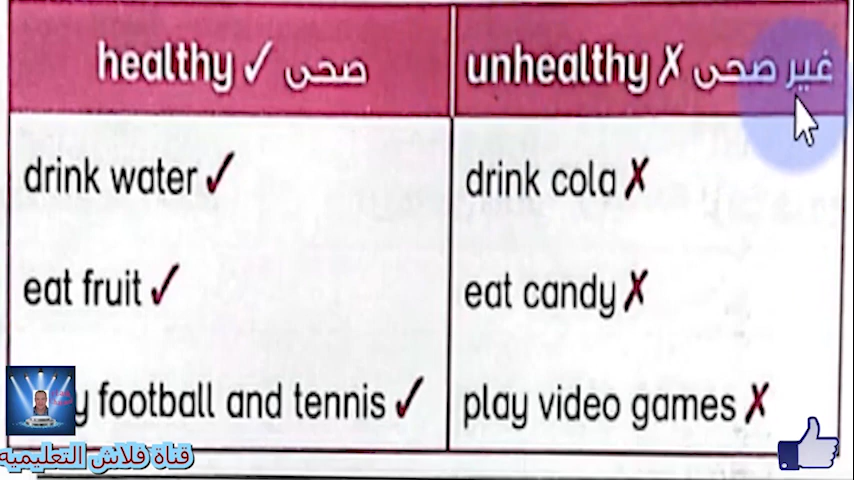 healthy ✓ صحى
unhealthy ✗ غير صحى
drink water ✓
drink cola ✗
eat fruit ✓
eat candy ✗
football and tennis ✓
play video games ✗
قناة فلاش التعليميه